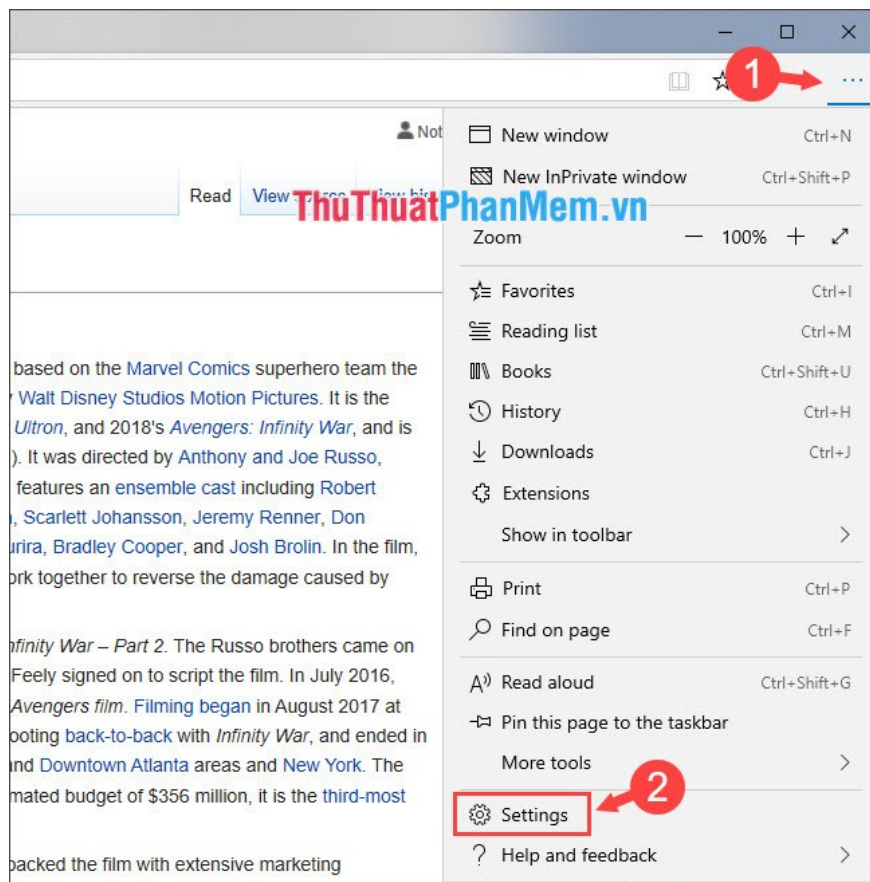 1
Not
Read View source View his
ThuThuatPhanMem.vn
based on the Marvel Comics superhero team the
Walt Disney Studios Motion Pictures. It is the
Ultron, and 2018's Avengers: Infinity War, and is
). It was directed by Anthony and Joe Russo,
features an ensemble cast including Robert
, Scarlett Johansson, Jeremy Renner, Don
urira, Bradley Cooper, and Josh Brolin. In the film,
ork together to reverse the damage caused by
nfinity War – Part 2. The Russo brothers came on
Feely signed on to script the film. In July 2016,
Avengers film. Filming began in August 2017 at
ooting back-to-back with Infinity War, and ended in
and Downtown Atlanta areas and New York. The
mated budget of $356 million, it is the third-most
backed the film with extensive marketing
New window Ctrl+N
New InPrivate window Ctrl+Shift+P
Zoom 100%
Favorites Ctrl+I
Reading list Ctrl+M
Books Ctrl+Shift+U
History Ctrl+H
Downloads Ctrl+J
Extensions
Show in toolbar
Print Ctrl+P
Find on page Ctrl+F
Read aloud Ctrl+Shift+G
Pin this page to the taskbar
More tools
2
Settings
Help and feedback